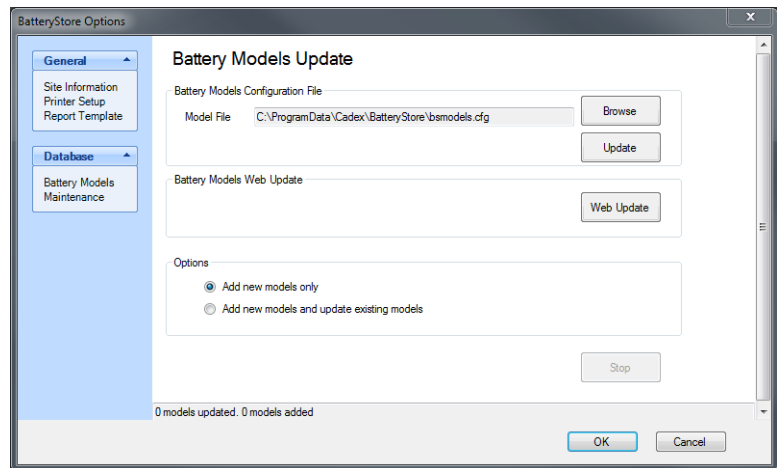 BatteryStore Options
x
General
Site Information
Printer Setup
Report Template
Database
Battery Models
Maintenance
Battery Models Update
Battery Models Configuration File
Model File C:\ProgramData\Cadex\BatteryStore\bsmodels.cfg Browse
Update
Battery Models Web Update
Web Update
Options
Add new models only
Add new models and update existing models
Stop
0 models updated. 0 models added
OK Cancel